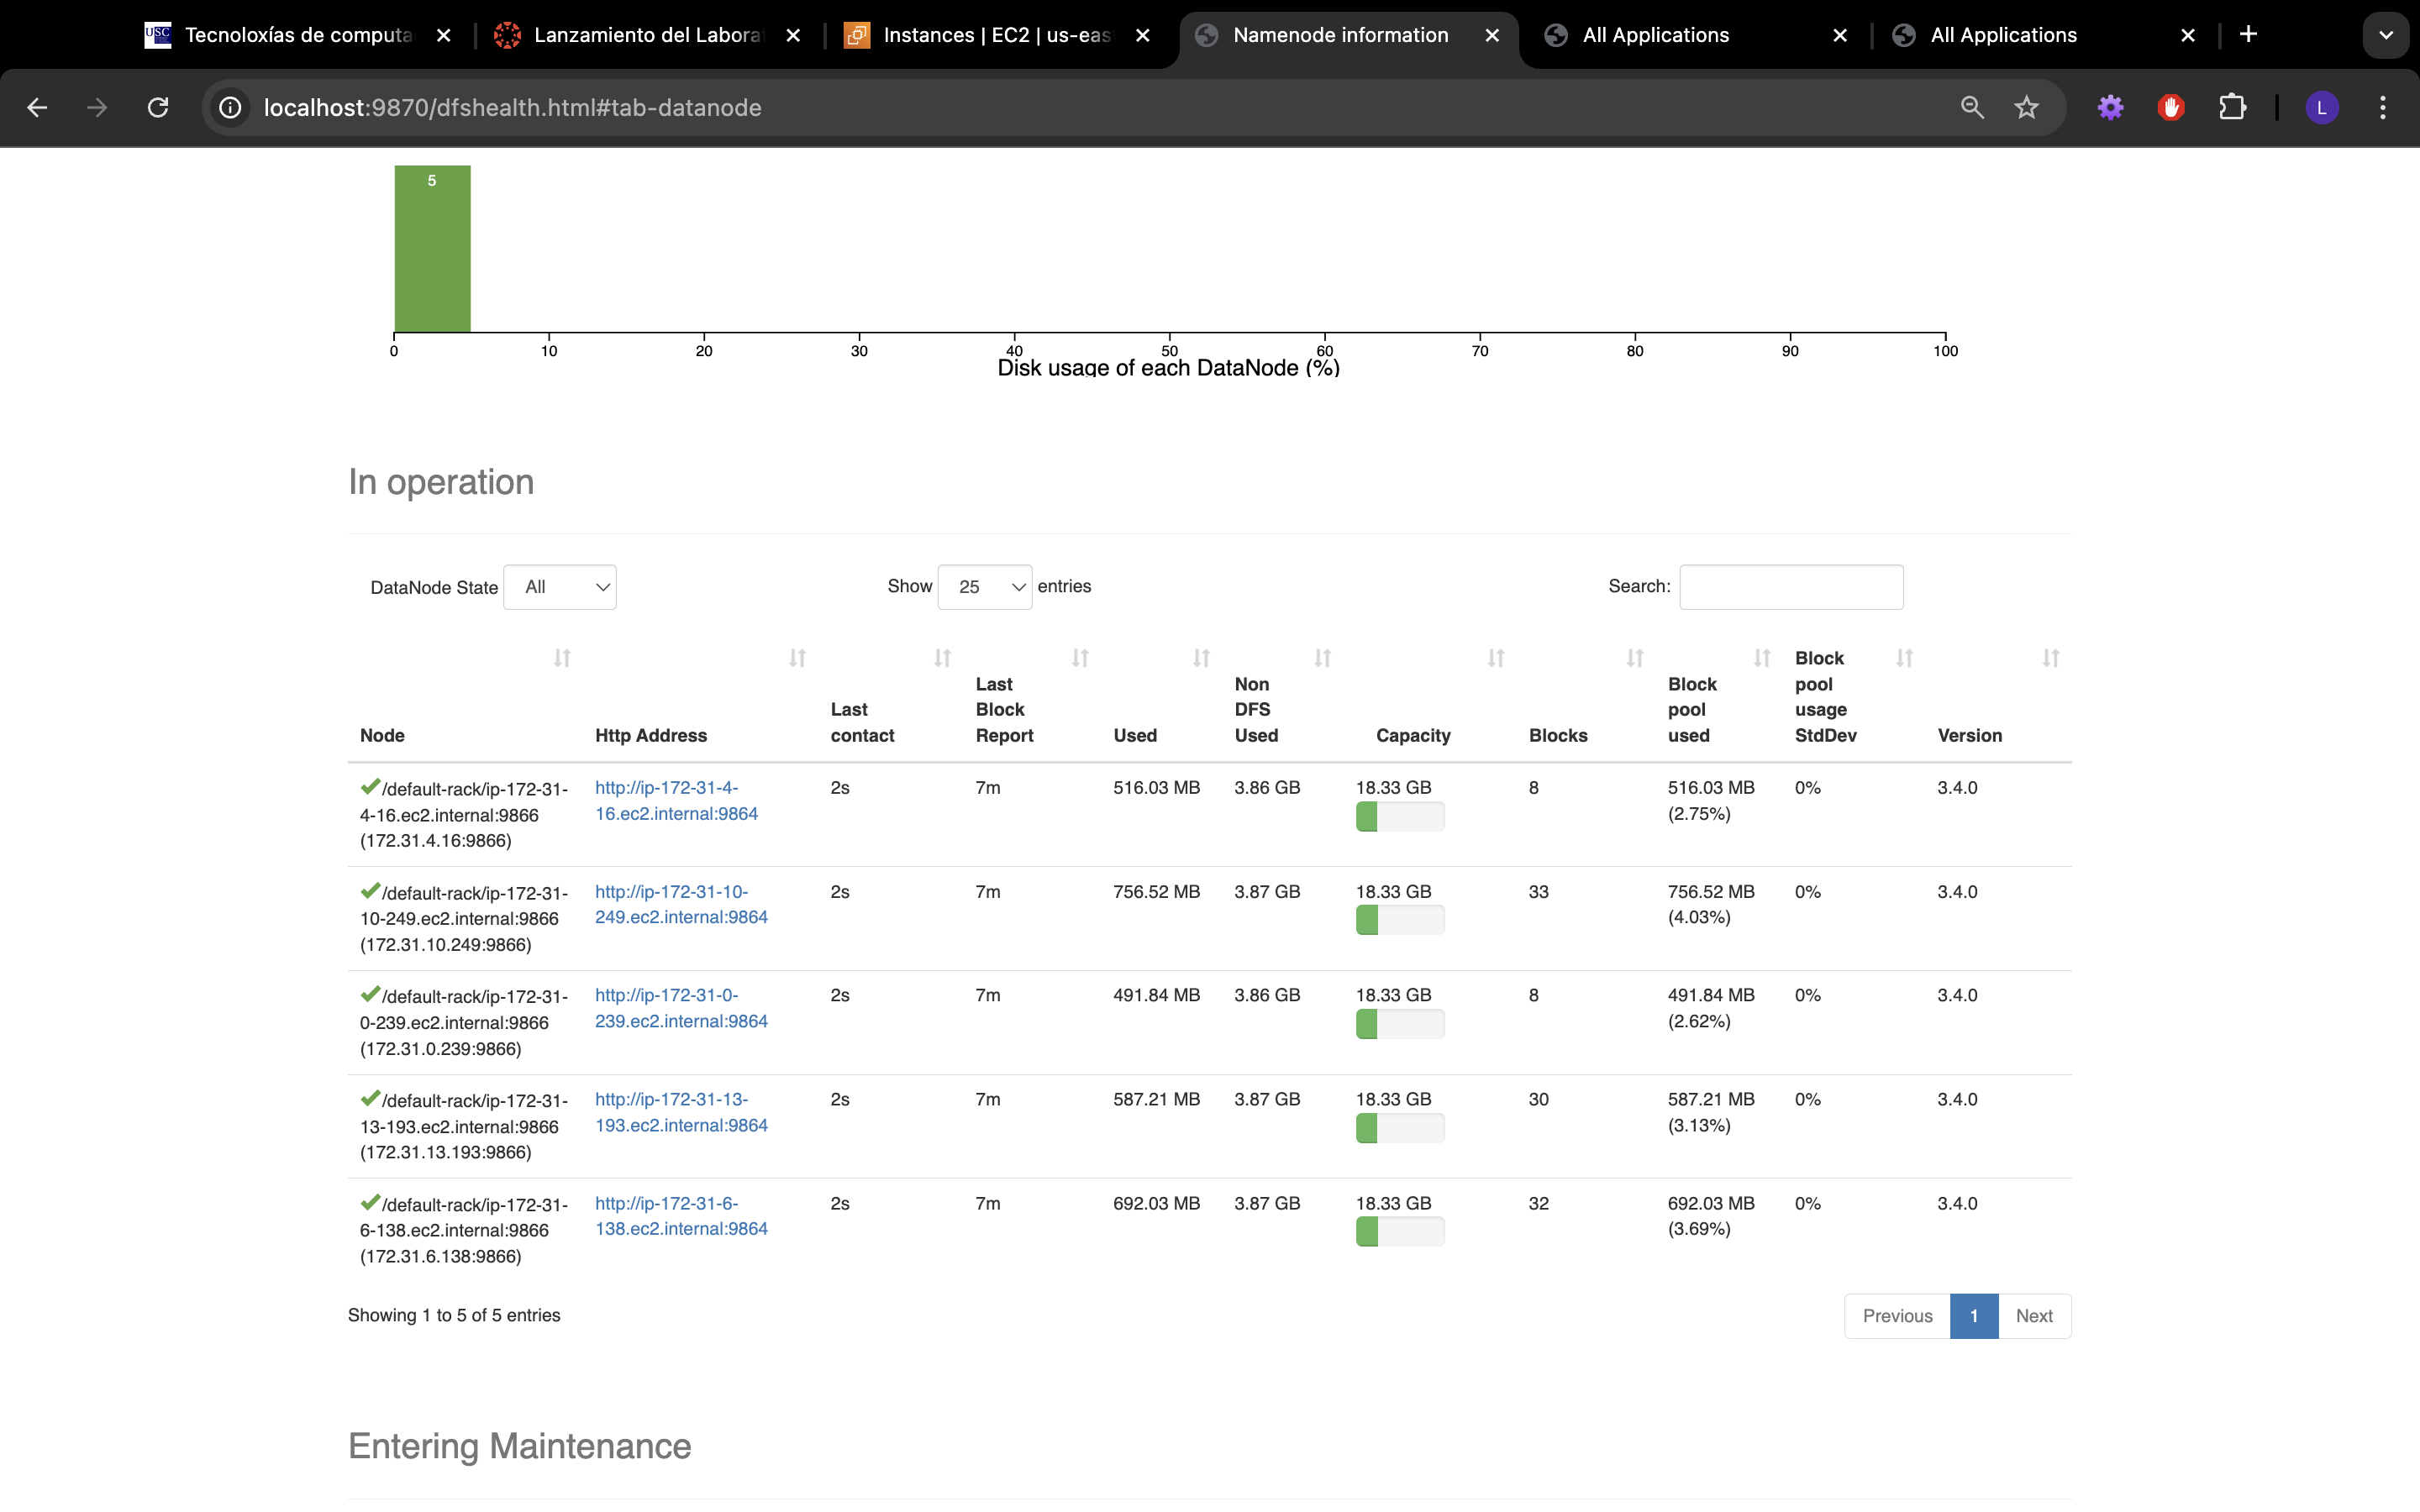 USC Tecnoloxías de computa
Lanzamiento del Labora
Instances | EC2 | us-eas
Namenode information
All Applications
All Applications
localhost:9870/dfshealth.html#tab-datanode
L
5
0 10 20 30 40 50 60 70 80 90 100
Disk usage of each DataNode (%)
In operation
DataNode State All
Show 25 entries
Search:
Node Http Address Last contact Last Block Report Used Non DFS Used Capacity Blocks Block pool used Block pool usage StdDev Version
/default-rack/ip-172-31- http://ip-172-31-4- 2s 7m 516.03 MB 3.86 GB 18.33 GB 8 516.03 MB 0% 3.4.0
4-16.ec2.internal:9866 16.ec2.internal:9864 (2.75%)
(172.31.4.16:9866)
/default-rack/ip-172-31- http://ip-172-31-10- 2s 7m 756.52 MB 3.87 GB 18.33 GB 33 756.52 MB 0% 3.4.0
10-249.ec2.internal:9866 249.ec2.internal:9864 (4.03%)
(172.31.10.249:9866)
/default-rack/ip-172-31- http://ip-172-31-0- 2s 7m 491.84 MB 3.86 GB 18.33 GB 8 491.84 MB 0% 3.4.0
0-239.ec2.internal:9866 239.ec2.internal:9864 (2.62%)
(172.31.0.239:9866)
/default-rack/ip-172-31- http://ip-172-31-13- 2s 7m 587.21 MB 3.87 GB 18.33 GB 30 587.21 MB 0% 3.4.0
13-193.ec2.internal:9866 193.ec2.internal:9864 (3.13%)
(172.31.13.193:9866)
/default-rack/ip-172-31- http://ip-172-31-6- 2s 7m 692.03 MB 3.87 GB 18.33 GB 32 692.03 MB 0% 3.4.0
6-138.ec2.internal:9866 138.ec2.internal:9864 (3.69%)
(172.31.6.138:9866)
Showing 1 to 5 of 5 entries
Previous 1 Next
Entering Maintenance